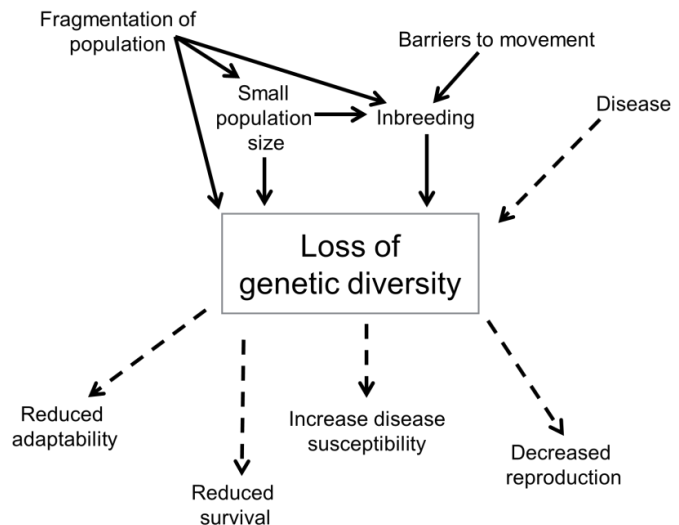 Fragmentation of
population
Barriers to movement
Small
population
size
Inbreeding
Disease
Loss of
genetic diversity
Reduced
adaptability
Reduced
survival
Increase disease
susceptibility
Decreased
reproduction